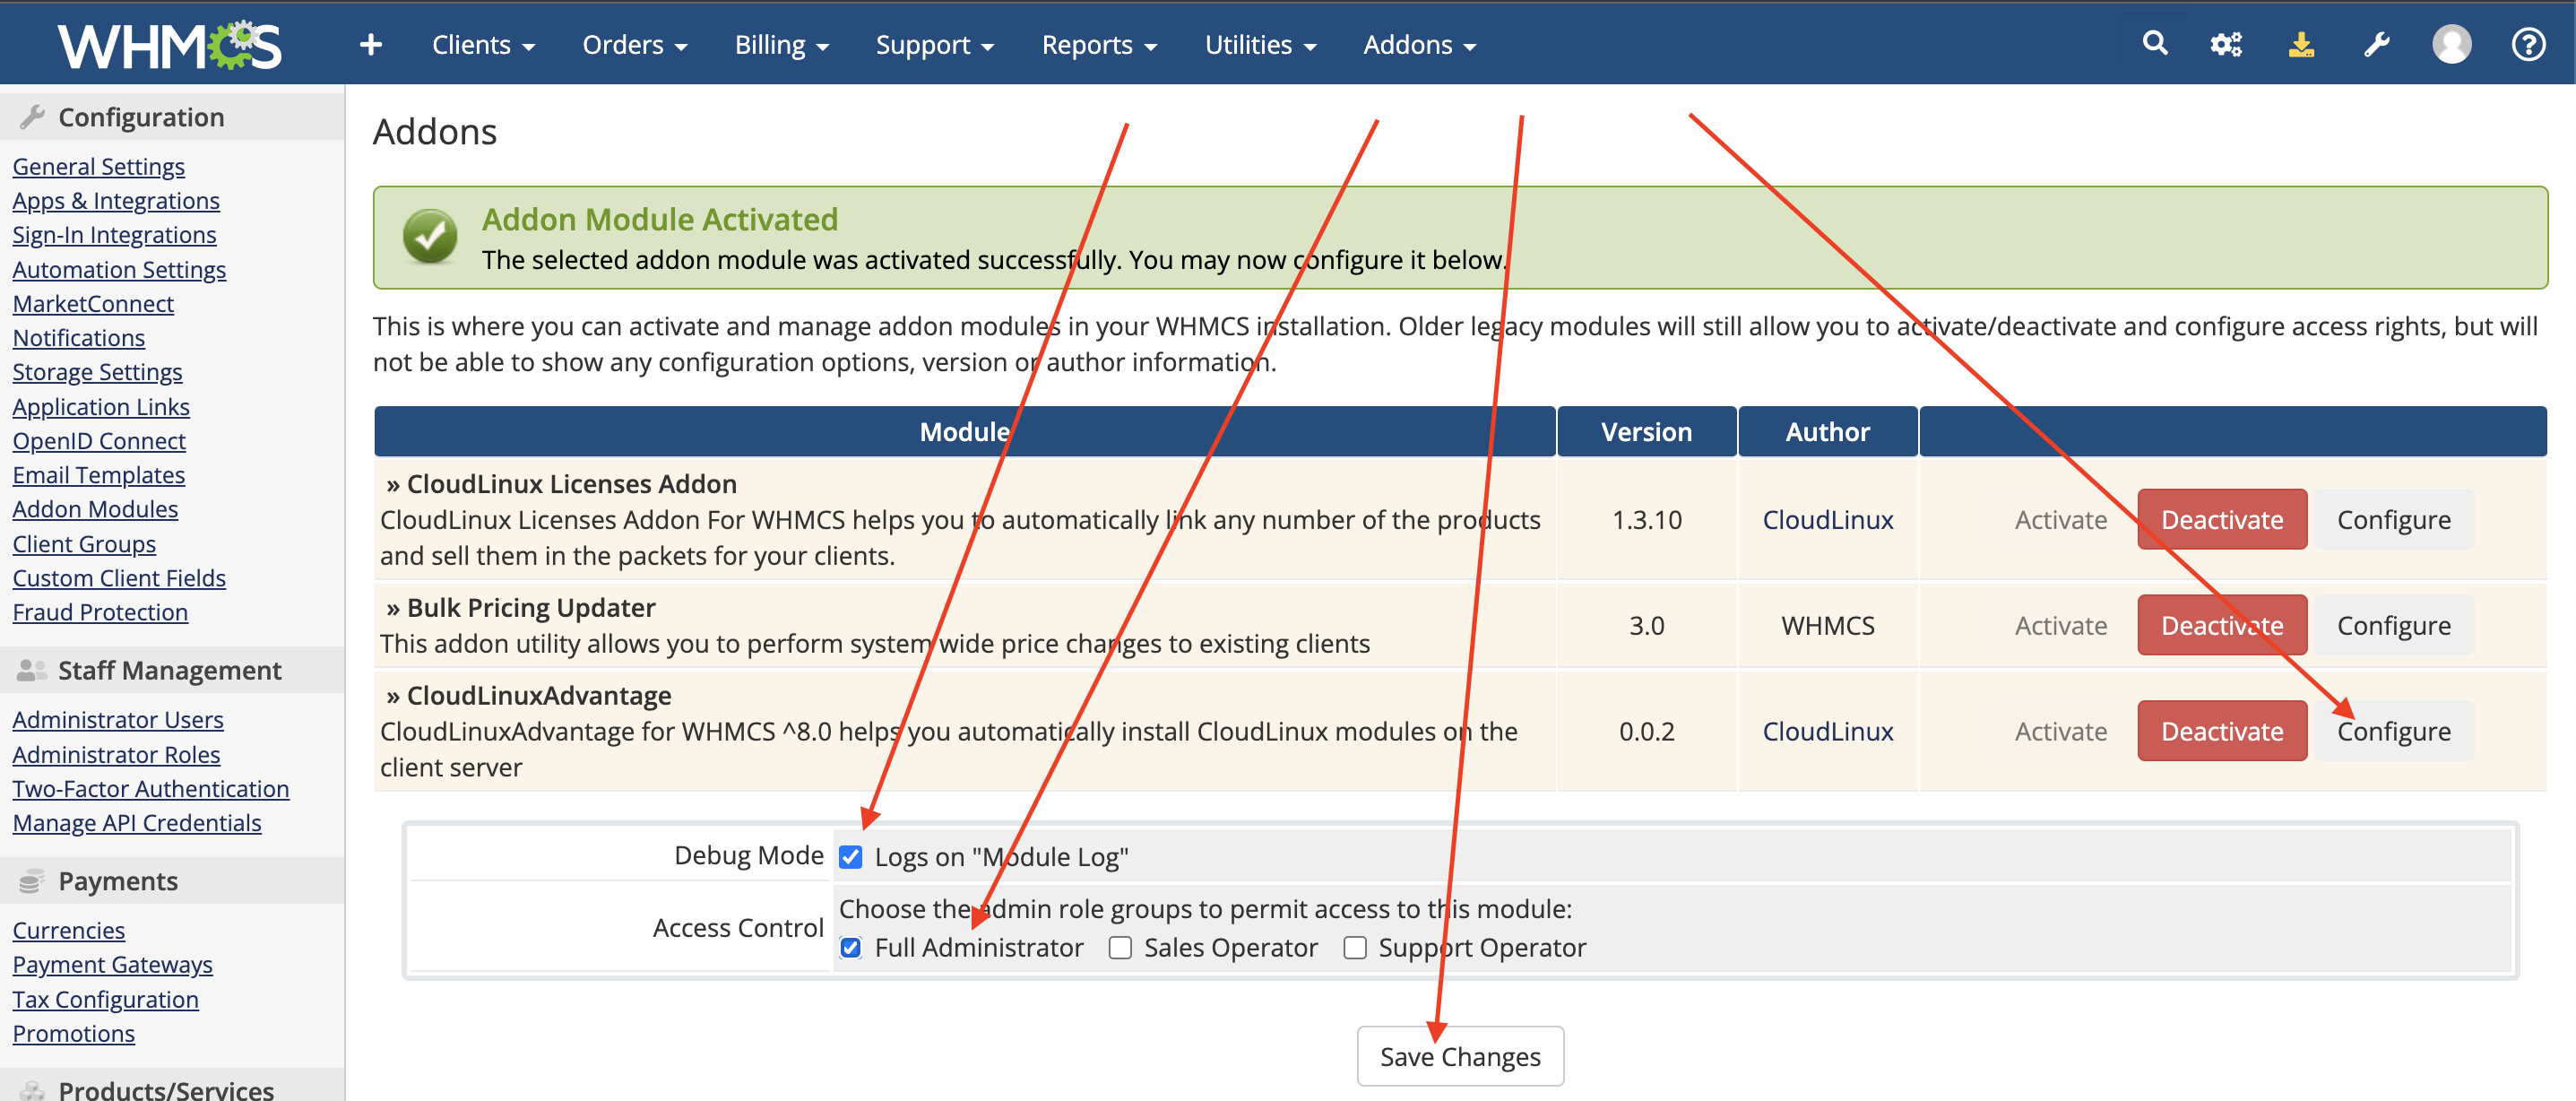 WHMCS
Clients
Orders
Billing
Support
Reports
Utilities
Addons
Configuration
General Settings
Apps & Integrations
Sign-In Integrations
Automation Settings
MarketConnect
Notifications
Storage Settings
Application Links
OpenID Connect
Email Templates
Addon Modules
Client Groups
Custom Client Fields
Fraud Protection
Staff Management
Administrator Users
Administrator Roles
Two-Factor Authentication
Manage API Credentials
Payments
Currencies
Payment Gateways
Tax Configuration
Promotions
Products/Services
Addons
Addon Module Activated
The selected addon module was activated successfully. You may now configure it below.
This is where you can activate and manage addon modules in your WHMCS installation. Older legacy modules will still allow you to activate/deactivate and configure access rights, but will
not be able to show any configuration options, version or author information.
Module Version Author
» CloudLinux Licenses Addon
CloudLinux Licenses Addon For WHMCS helps you to automatically link any number of the products
and sell them in the packets for your clients.
1.3.10 CloudLinux Activate Deactivate Configure
» Bulk Pricing Updater
This addon utility allows you to perform system wide price changes to existing clients
3.0 WHMCS Activate Deactivate Configure
» CloudLinuxAdvantage
CloudLinuxAdvantage for WHMCS ^8.0 helps you automatically install CloudLinux modules on the
client server
0.0.2 CloudLinux Activate Deactivate Configure
Debug Mode Logs on "Module Log"
Access Control
Choose the admin role groups to permit access to this module:
Full Administrator Sales Operator Support Operator
Save Changes